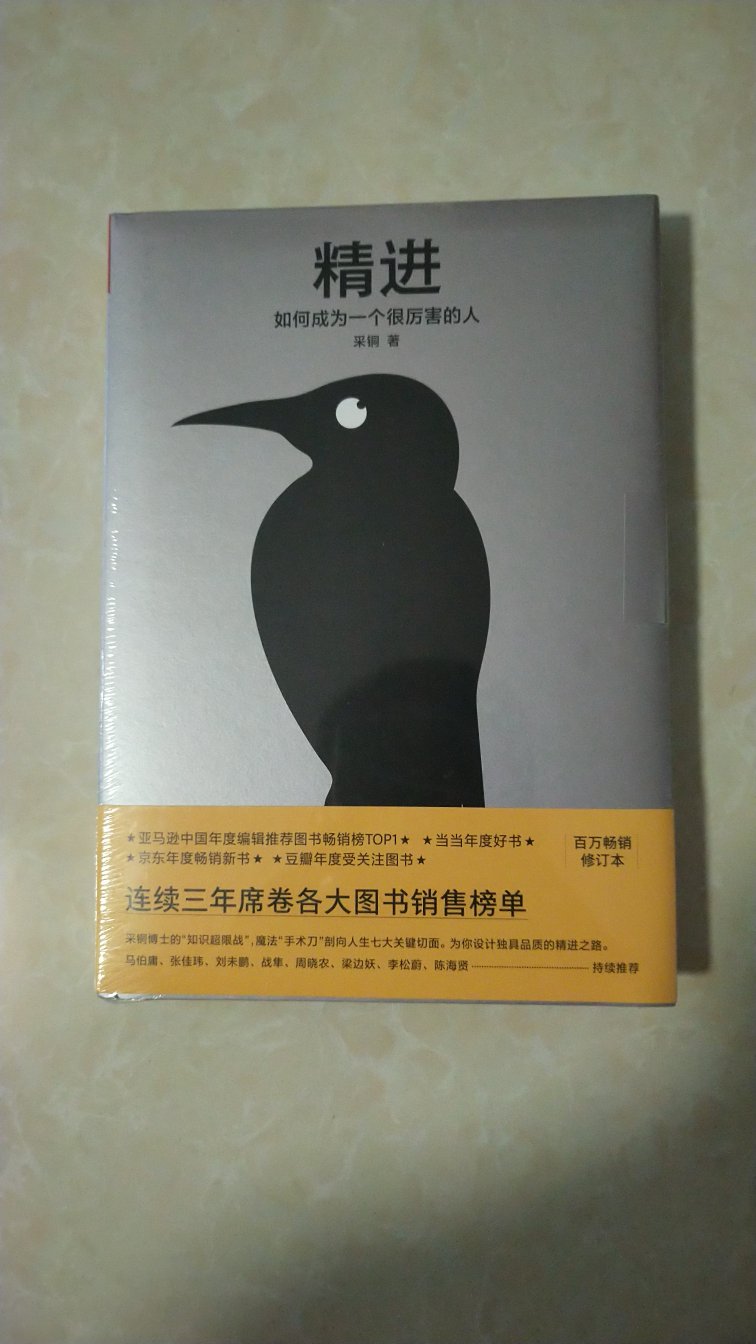 精进
如何成为一个很厉害的人
采铜 著
★亚马逊中国年度编辑推荐图书畅销榜TOP1★ ★当当年度好书★
★京东年度畅销新书★ ★豆瓣年度受关注图书★
百万畅销
修订本
连续三年席卷各大图书销售榜单
采铜博士的“知识超限战”,魔法“手术刀”剖向人生七大关键切面。为你设计独具品质的精进之路。
马伯庸、张佳玮、刘未鹏、战隼、周晓农、梁边妖、李松蔚、陈海贤············持续推荐